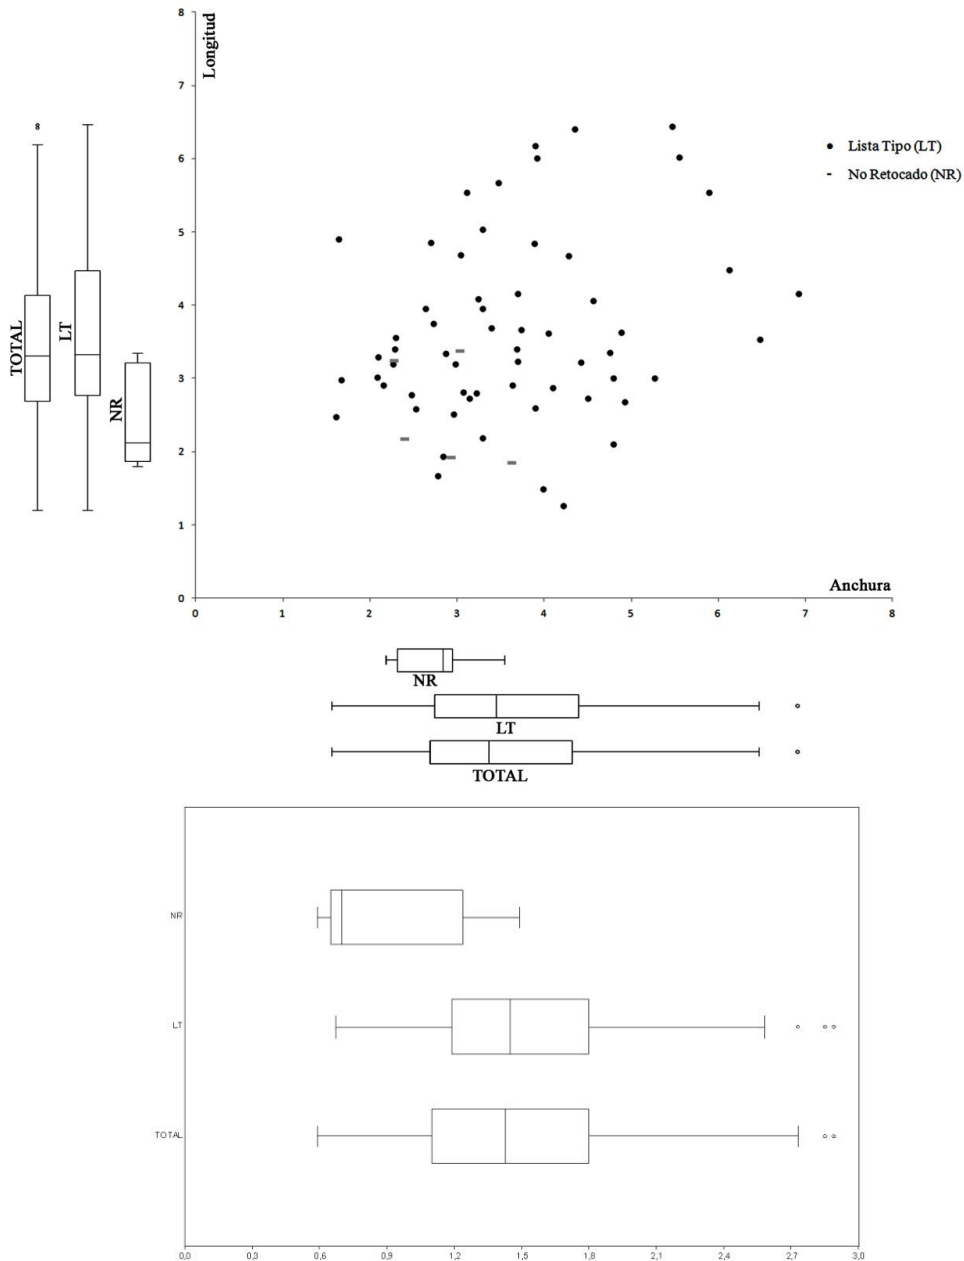 Longitud
8
7
6
5
4
3
2
1
0
Lista Tipo (LT)
No Retocado (NR)
TOTAL
LT
NR
Anchura
0 1 2 3 4 5 6 7 8
NR
LT
TOTAL
NR
LT
TOTAL
0,0 0,3 0,6 0,9 1,2 1,5 1,8 2,1 2,4 2,7 3,0